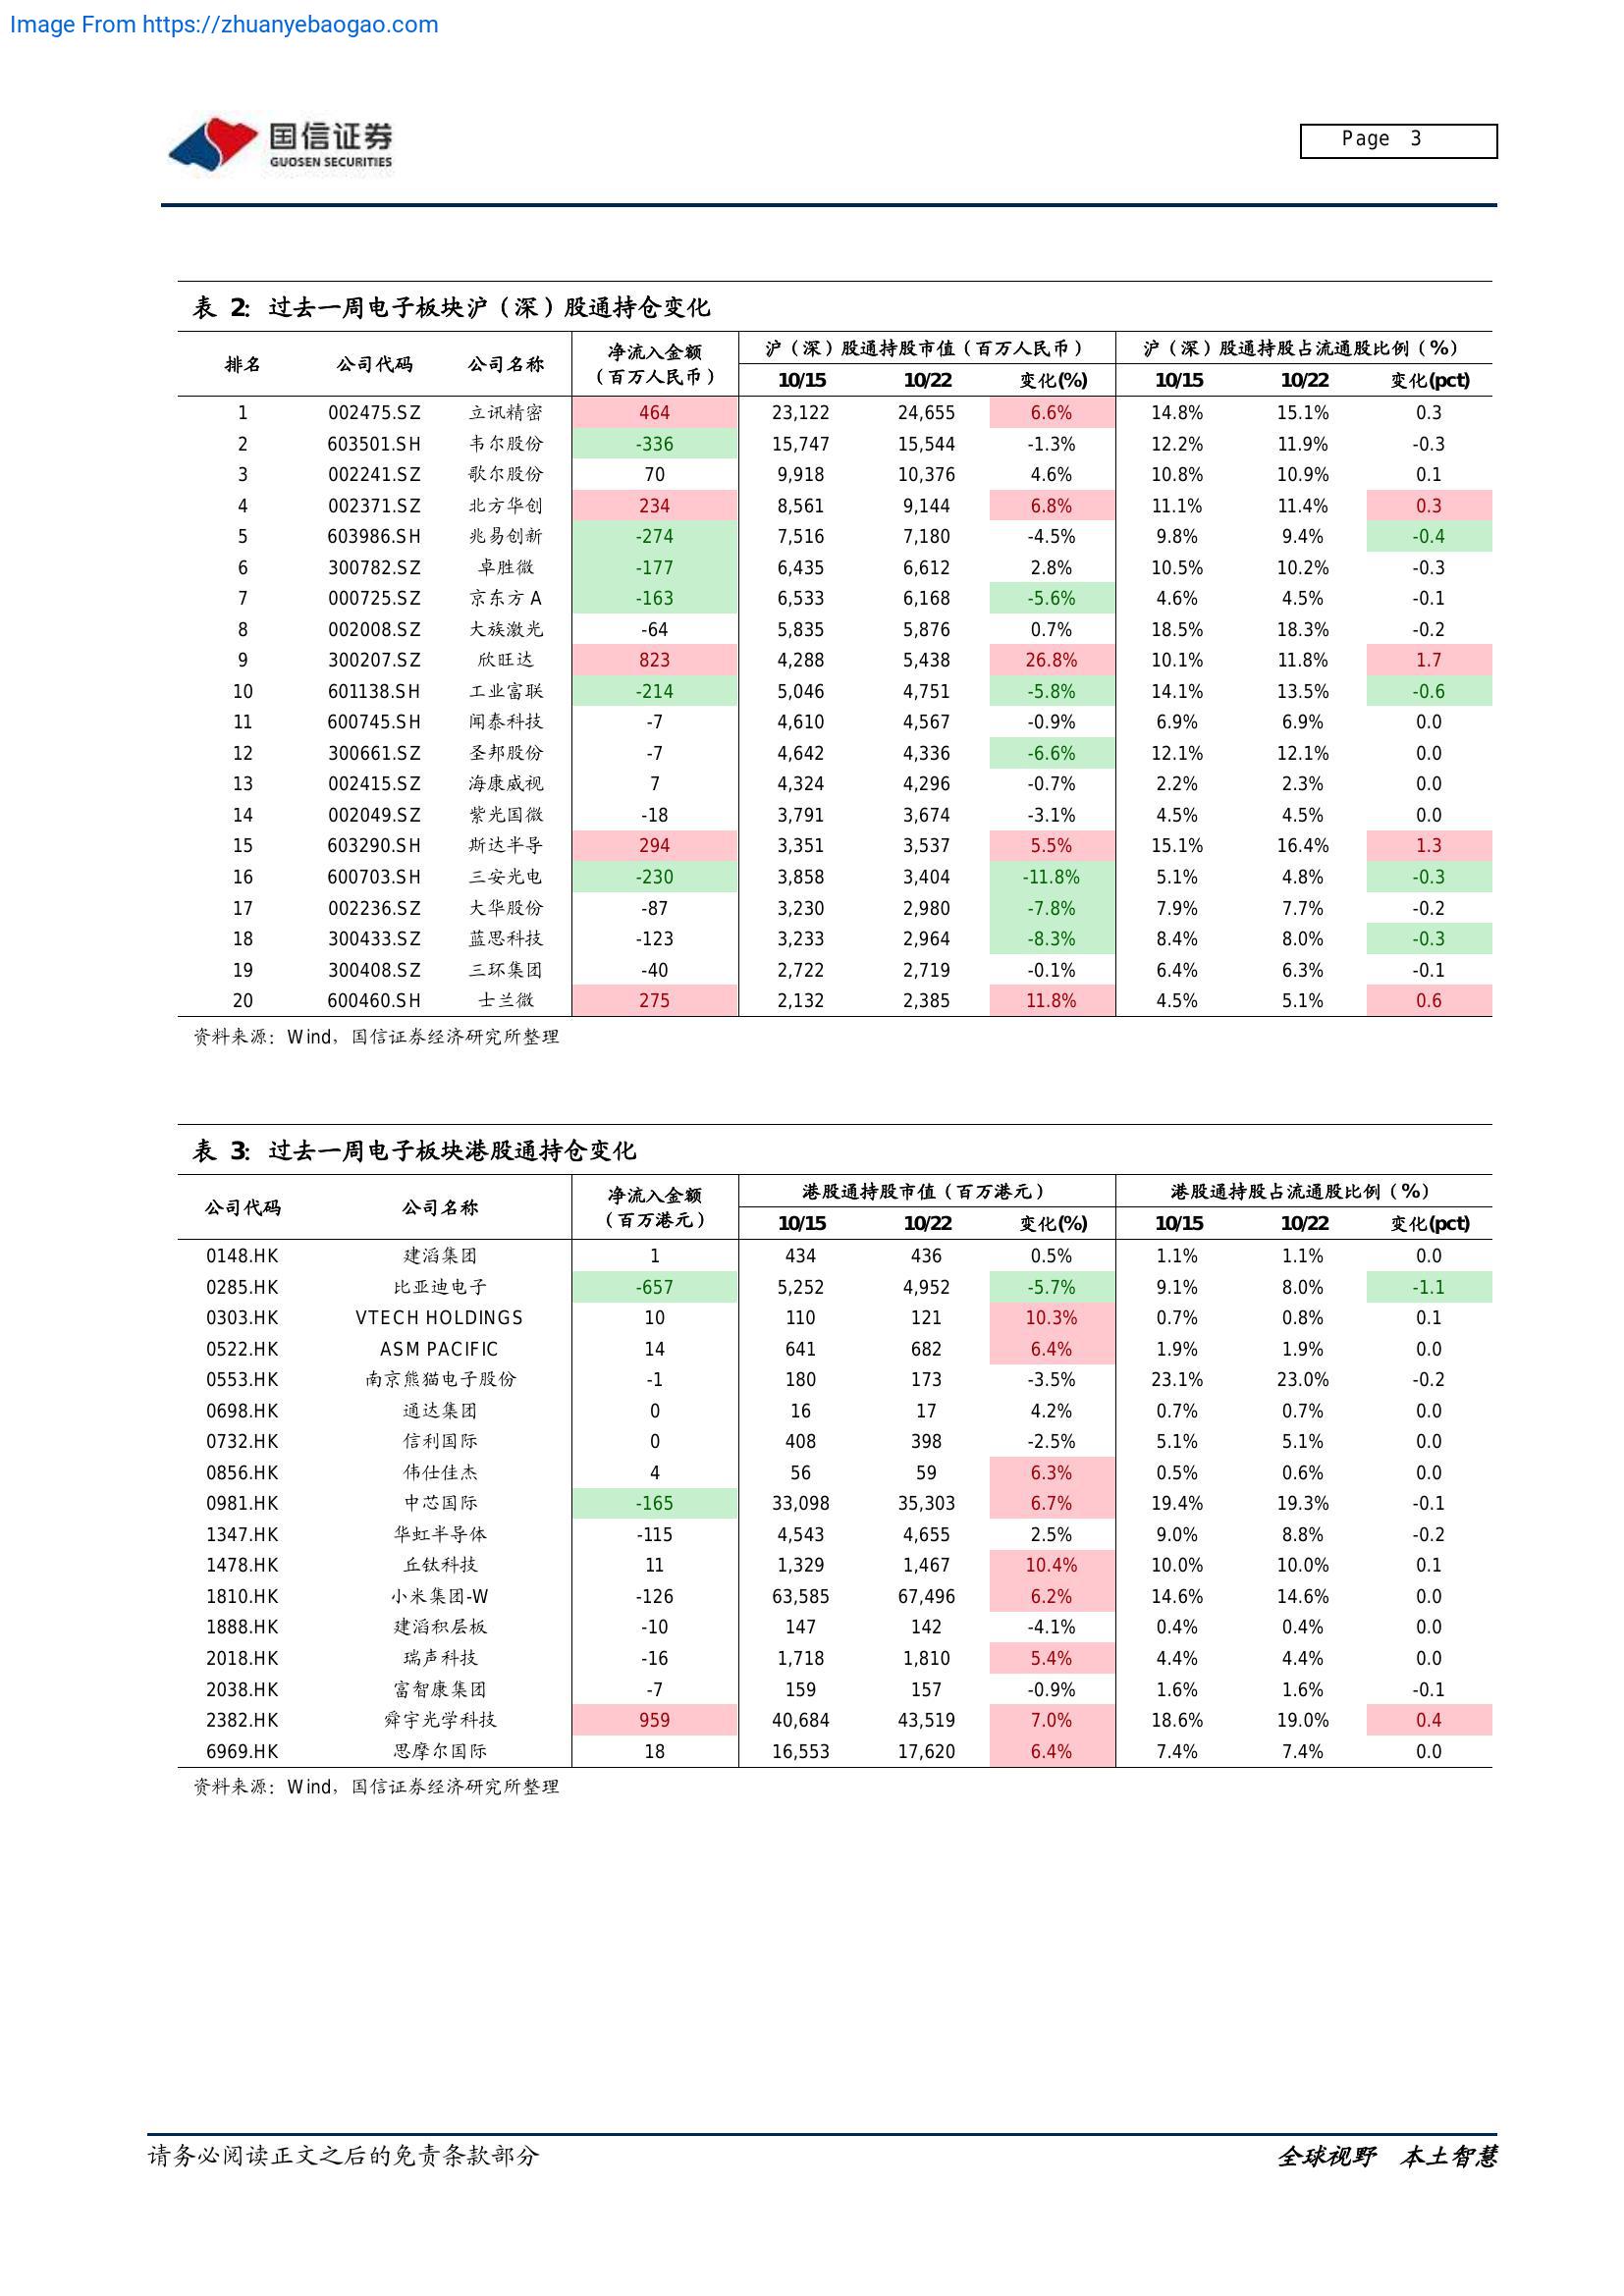 Image From https://zhuanyebaogao.com
国信证券
GUOSEN SECURITIES
Page 3
表 2: 过去一周电子板块沪（深）股通持仓变化
排名 公司代码 公司名称 净流入金额（百万人民币） 沪（深）股通持股市值（百万人民币） 沪（深）股通持股占流通股比例（%）
10/15 10/22 变化(%) 10/15 10/22 变化(pct)
1 002475.SZ 立讯精密 464 23,122 24,655 6.6% 14.8% 15.1% 0.3
2 603501.SH 韦尔股份 -336 15,747 15,544 -1.3% 12.2% 11.9% -0.3
3 002241.SZ 歌尔股份 70 9,918 10,376 4.6% 10.8% 10.9% 0.1
4 002371.SZ 北方华创 234 8,561 9,144 6.8% 11.1% 11.4% 0.3
5 603986.SH 兆易创新 -274 7,516 7,180 -4.5% 9.8% 9.4% -0.4
6 300782.SZ 卓胜微 -177 6,435 6,612 2.8% 10.5% 10.2% -0.3
7 000725.SZ 京东方 A -163 6,533 6,168 -5.6% 4.6% 4.5% -0.1
8 002008.SZ 大族激光 -64 5,835 5,876 0.7% 18.5% 18.3% -0.2
9 300207.SZ 欣旺达 823 4,288 5,438 26.8% 10.1% 11.8% 1.7
10 601138.SH 工业富联 -214 5,046 4,751 -5.8% 14.1% 13.5% -0.6
11 600745.SH 闻泰科技 -7 4,610 4,567 -0.9% 6.9% 6.9% 0.0
12 300661.SZ 圣邦股份 -7 4,642 4,336 -6.6% 12.1% 12.1% 0.0
13 002415.SZ 海康威视 7 4,324 4,296 -0.7% 2.2% 2.3% 0.0
14 002049.SZ 紫光国微 -18 3,791 3,674 -3.1% 4.5% 4.5% 0.0
15 603290.SH 斯达半导 294 3,351 3,537 5.5% 15.1% 16.4% 1.3
16 600703.SH 三安光电 -230 3,858 3,404 -11.8% 5.1% 4.8% -0.3
17 002236.SZ 大华股份 -87 3,230 2,980 -7.8% 7.9% 7.7% -0.2
18 300433.SZ 蓝思科技 -123 3,233 2,964 -8.3% 8.4% 8.0% -0.3
19 300408.SZ 三环集团 -40 2,722 2,719 -0.1% 6.4% 6.3% -0.1
20 600460.SH 士兰微 275 2,132 2,385 11.8% 4.5% 5.1% 0.6
资料来源：Wind，国信证券经济研究所整理
表 3: 过去一周电子板块港股通持仓变化
公司代码 公司名称 净流入金额（百万港元） 港股通持股市值（百万港元） 港股通持股占流通股比例（%）
10/15 10/22 变化(%) 10/15 10/22 变化(pct)
0148.HK 建滔集团 1 434 436 0.5% 1.1% 1.1% 0.0
0285.HK 比亚迪电子 -657 5,252 4,952 -5.7% 9.1% 8.0% -1.1
0303.HK VTECH HOLDINGS 10 110 121 10.3% 0.7% 0.8% 0.1
0522.HK ASM PACIFIC 14 641 682 6.4% 1.9% 1.9% 0.0
0553.HK 南京熊猫电子股份 -1 180 173 -3.5% 23.1% 23.0% -0.2
0698.HK 通达集团 0 16 17 4.2% 0.7% 0.7% 0.0
0732.HK 信利国际 0 408 398 -2.5% 5.1% 5.1% 0.0
0856.HK 伟仕佳杰 4 56 59 6.3% 0.5% 0.6% 0.0
0981.HK 中芯国际 -165 33,098 35,303 6.7% 19.4% 19.3% -0.1
1347.HK 华虹半导体 -115 4,543 4,655 2.5% 9.0% 8.8% -0.2
1478.HK 丘钛科技 11 1,329 1,467 10.4% 10.0% 10.0% 0.1
1810.HK 小米集团-W -126 63,585 67,496 6.2% 14.6% 14.6% 0.0
1888.HK 建滔积层板 -10 147 142 -4.1% 0.4% 0.4% 0.0
2018.HK 瑞声科技 -16 1,718 1,810 5.4% 4.4% 4.4% 0.0
2038.HK 富智康集团 -7 159 157 -0.9% 1.6% 1.6% -0.1
2382.HK 舜宇光学科技 959 40,684 43,519 7.0% 18.6% 19.0% 0.4
6969.HK 思摩尔国际 18 16,553 17,620 6.4% 7.4% 7.4% 0.0
资料来源：Wind，国信证券经济研究所整理
请务必阅读正文之后的免责条款部分
全球视野 本土智慧